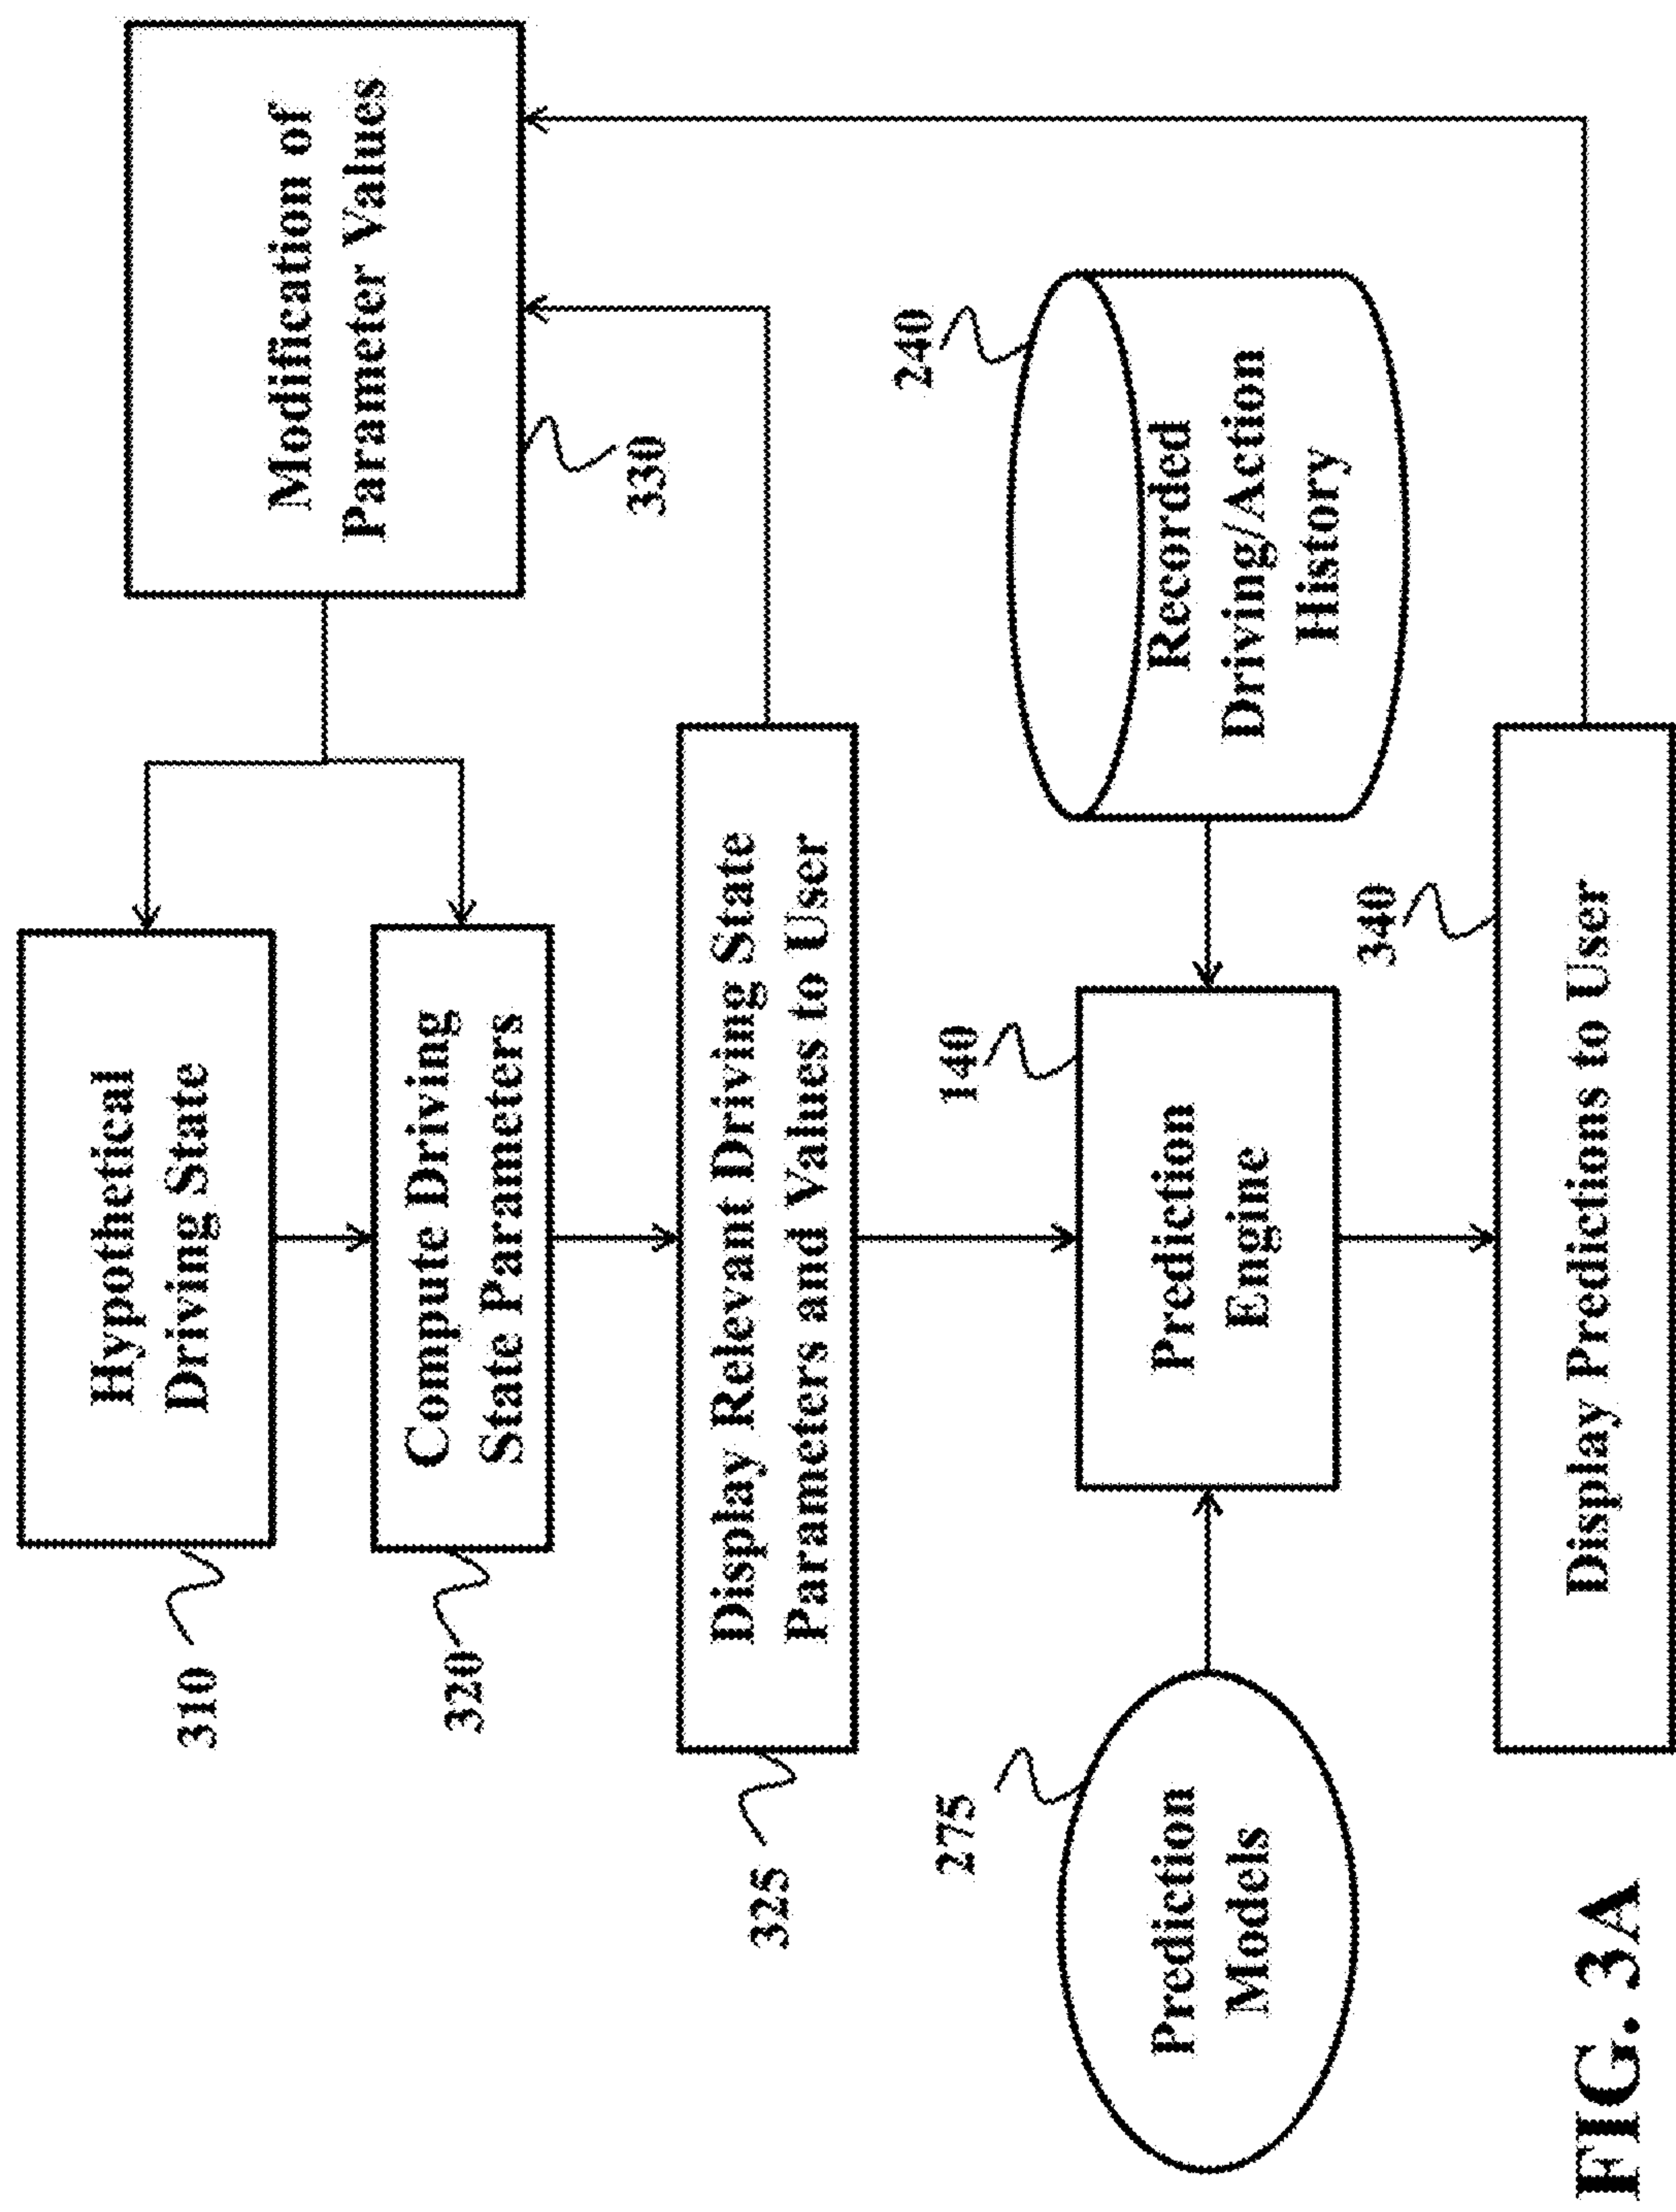 Hypothetical
Driving State
310
Compute Driving
State Parameters
320
Modification of
Parameter Values
330
Display Relevant Driving State
Parameters and Values to User
325
Prediction
Models
275
Prediction
Engine
140
Recorded
Driving/Action
History
240
Display Predictions to User
340
FIG. 3A